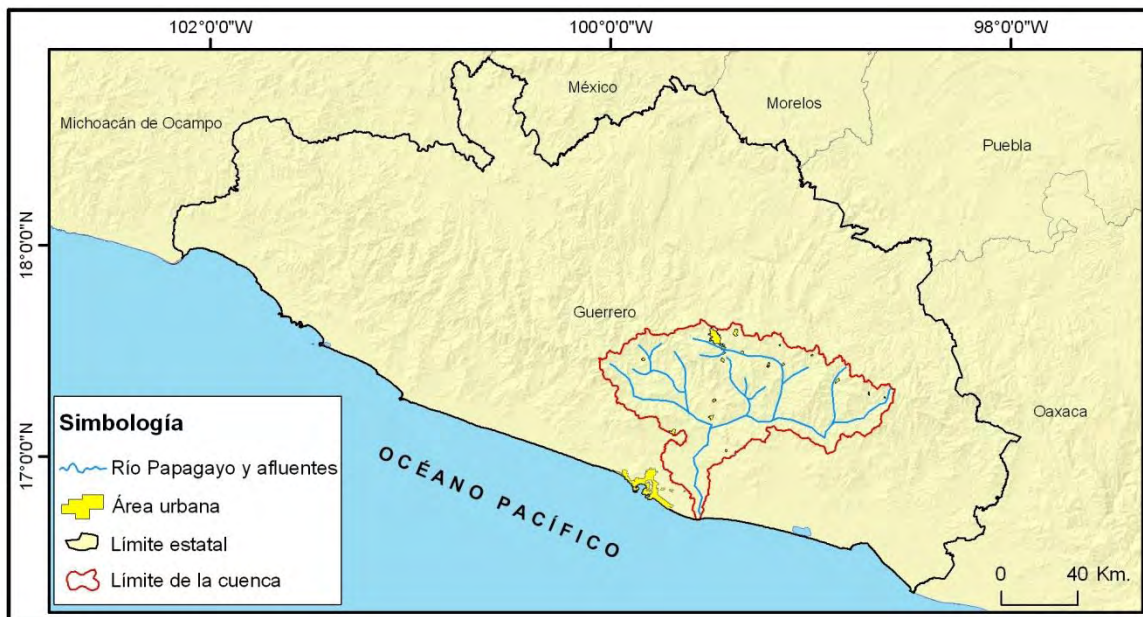 102°0'0"W
100°0'0"W
98°0'0"W
México
Morelos
Michoacán de Ocampo
Puebla
18°0'0"N
Guerrero
Oaxaca
17°0'0"N
OCÉANO PACÍFICO
Simbología
Río Papagayo y afluentes
Área urbana
Límite estatal
Límite de la cuenca
0 40 Km.